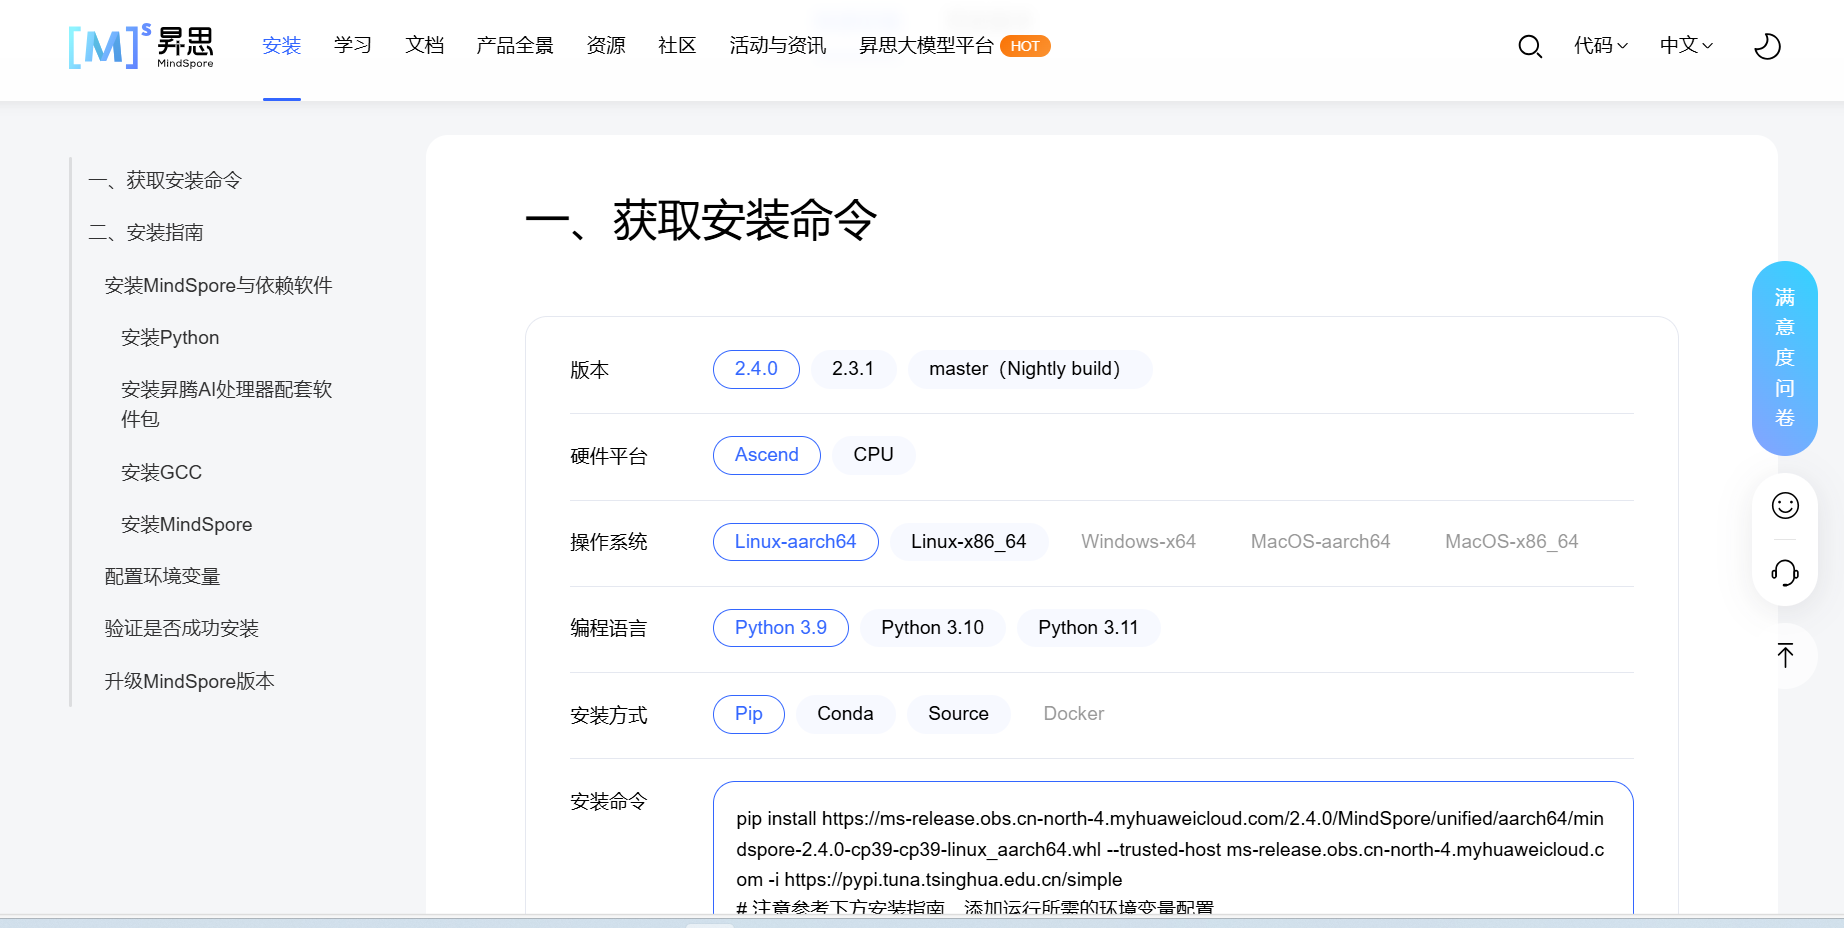 [M]s 昇思 MindSpore
安装 学习 文档 产品全景 资源 社区 活动与资讯 昇思大模型平台 HOT 代码 中文
一、获取安装命令
二、安装指南
安装MindSpore与依赖软件
安装Python
安装昇腾AI处理器配套软
件包
安装GCC
安装MindSpore
配置环境变量
验证是否成功安装
升级MindSpore版本
一、获取安装命令
版本 2.4.0 2.3.1 master（Nightly build）
硬件平台 Ascend CPU
操作系统 Linux-aarch64 Linux-x86_64 Windows-x64 MacOS-aarch64 MacOS-x86_64
编程语言 Python 3.9 Python 3.10 Python 3.11
安装方式 Pip Conda Source Docker
安装命令
pip install https://ms-release.obs.cn-north-4.myhuaweicloud.com/2.4.0/MindSpore/unified/aarch64/min
dspore-2.4.0-cp39-cp39-linux_aarch64.whl --trusted-host ms-release.obs.cn-north-4.myhuaweicloud.c
om -i https://pypi.tuna.tsinghua.edu.cn/simple
# 注意参考下方安装指南，添加运行所需的环境变量配置
满意度问卷